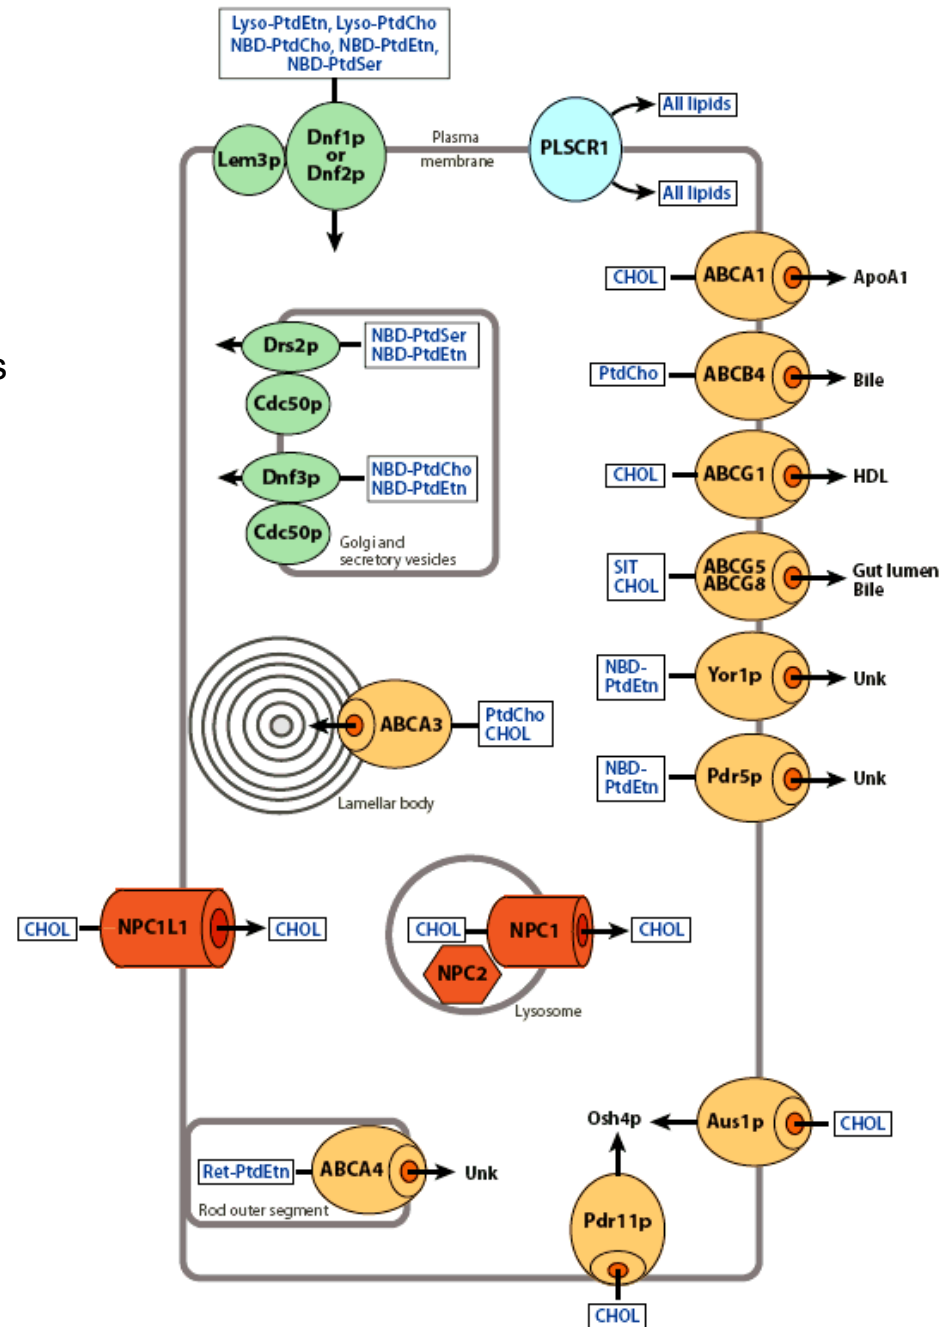 Lyso-PtdEtn, Lyso-PtdCho
NBD-PtdCho, NBD-PtdEtn,
NBD-PtdSer
Lem3p
Dnf1p
or
Dnf2p
Plasma
membrane
PLSCR1
All lipids
All lipids
CHOL
ABCA1
ApoA1
s
Drs2p
NBD-PtdSer
NBD-PtdEtn
Cdc50p
PtdCho
ABCB4
Bile
Dnf3p
NBD-PtdCho
NBD-PtdEtn
Cdc50p
Golgi and
secretory vesicles
CHOL
ABCG1
HDL
SIT
CHOL
ABCG5
ABCG8
Gut lumen
Bile
NBD-
PtdEtn
Yor1p
Unk
ABCA3
PtdCho
CHOL
Lamellar body
NBD-
PtdEtn
Pdr5p
Unk
CHOL
NPC1L1
CHOL
CHOL
NPC1
CHOL
NPC2
Lysosome
Osh4p
Aus1p
CHOL
Ret-PtdEtn
ABCA4
Unk
Rod outer segment
Pdr11p
CHOL